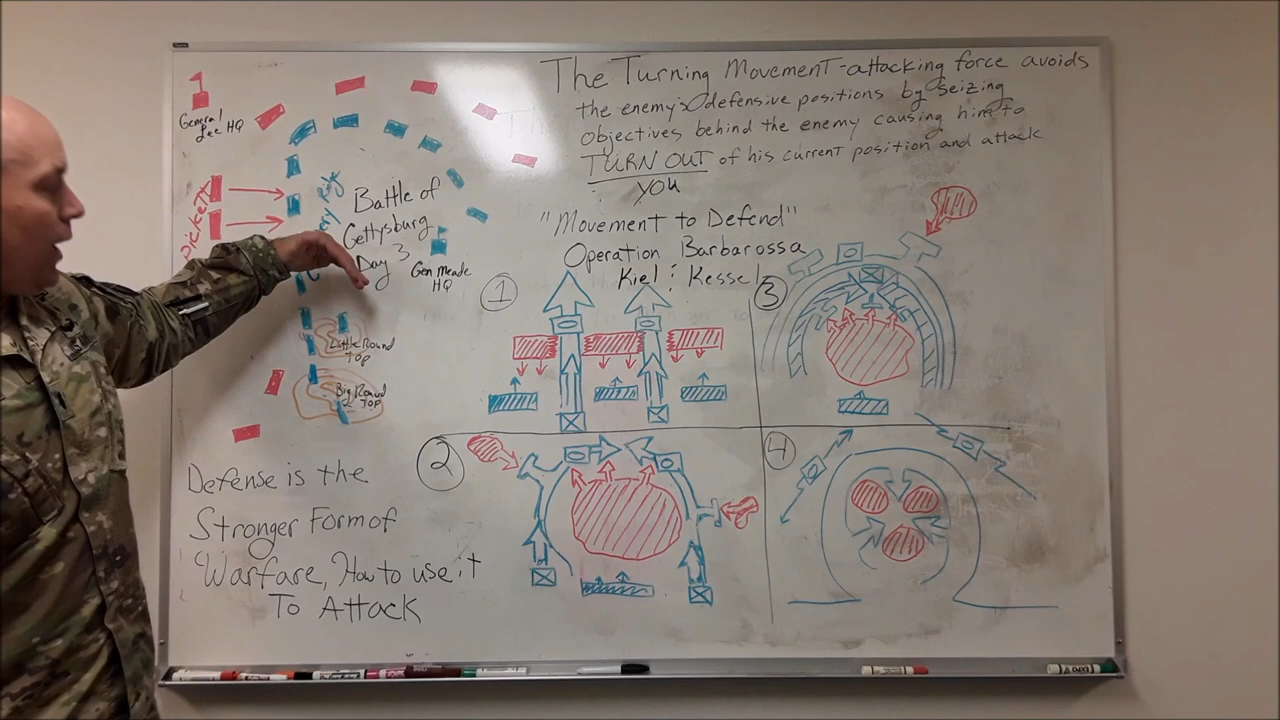 The Turning Movement - attacking force avoids
the enemy's defensive positions by seizing
objectives behind the enemy causing him to
TURN OUT of his current position and attack
you
General
Lee HQ
PICKETT
Battle of
Gettysburg
Day 3
Gen Meade
HQ
Little Round
Top
Big Round
Top
Defense is the
Stronger Form of
Warfare, How to use it
To Attack
"Movement to Defend"
Operation Barbarossa
Kiel : Kessel
1
2
3
4